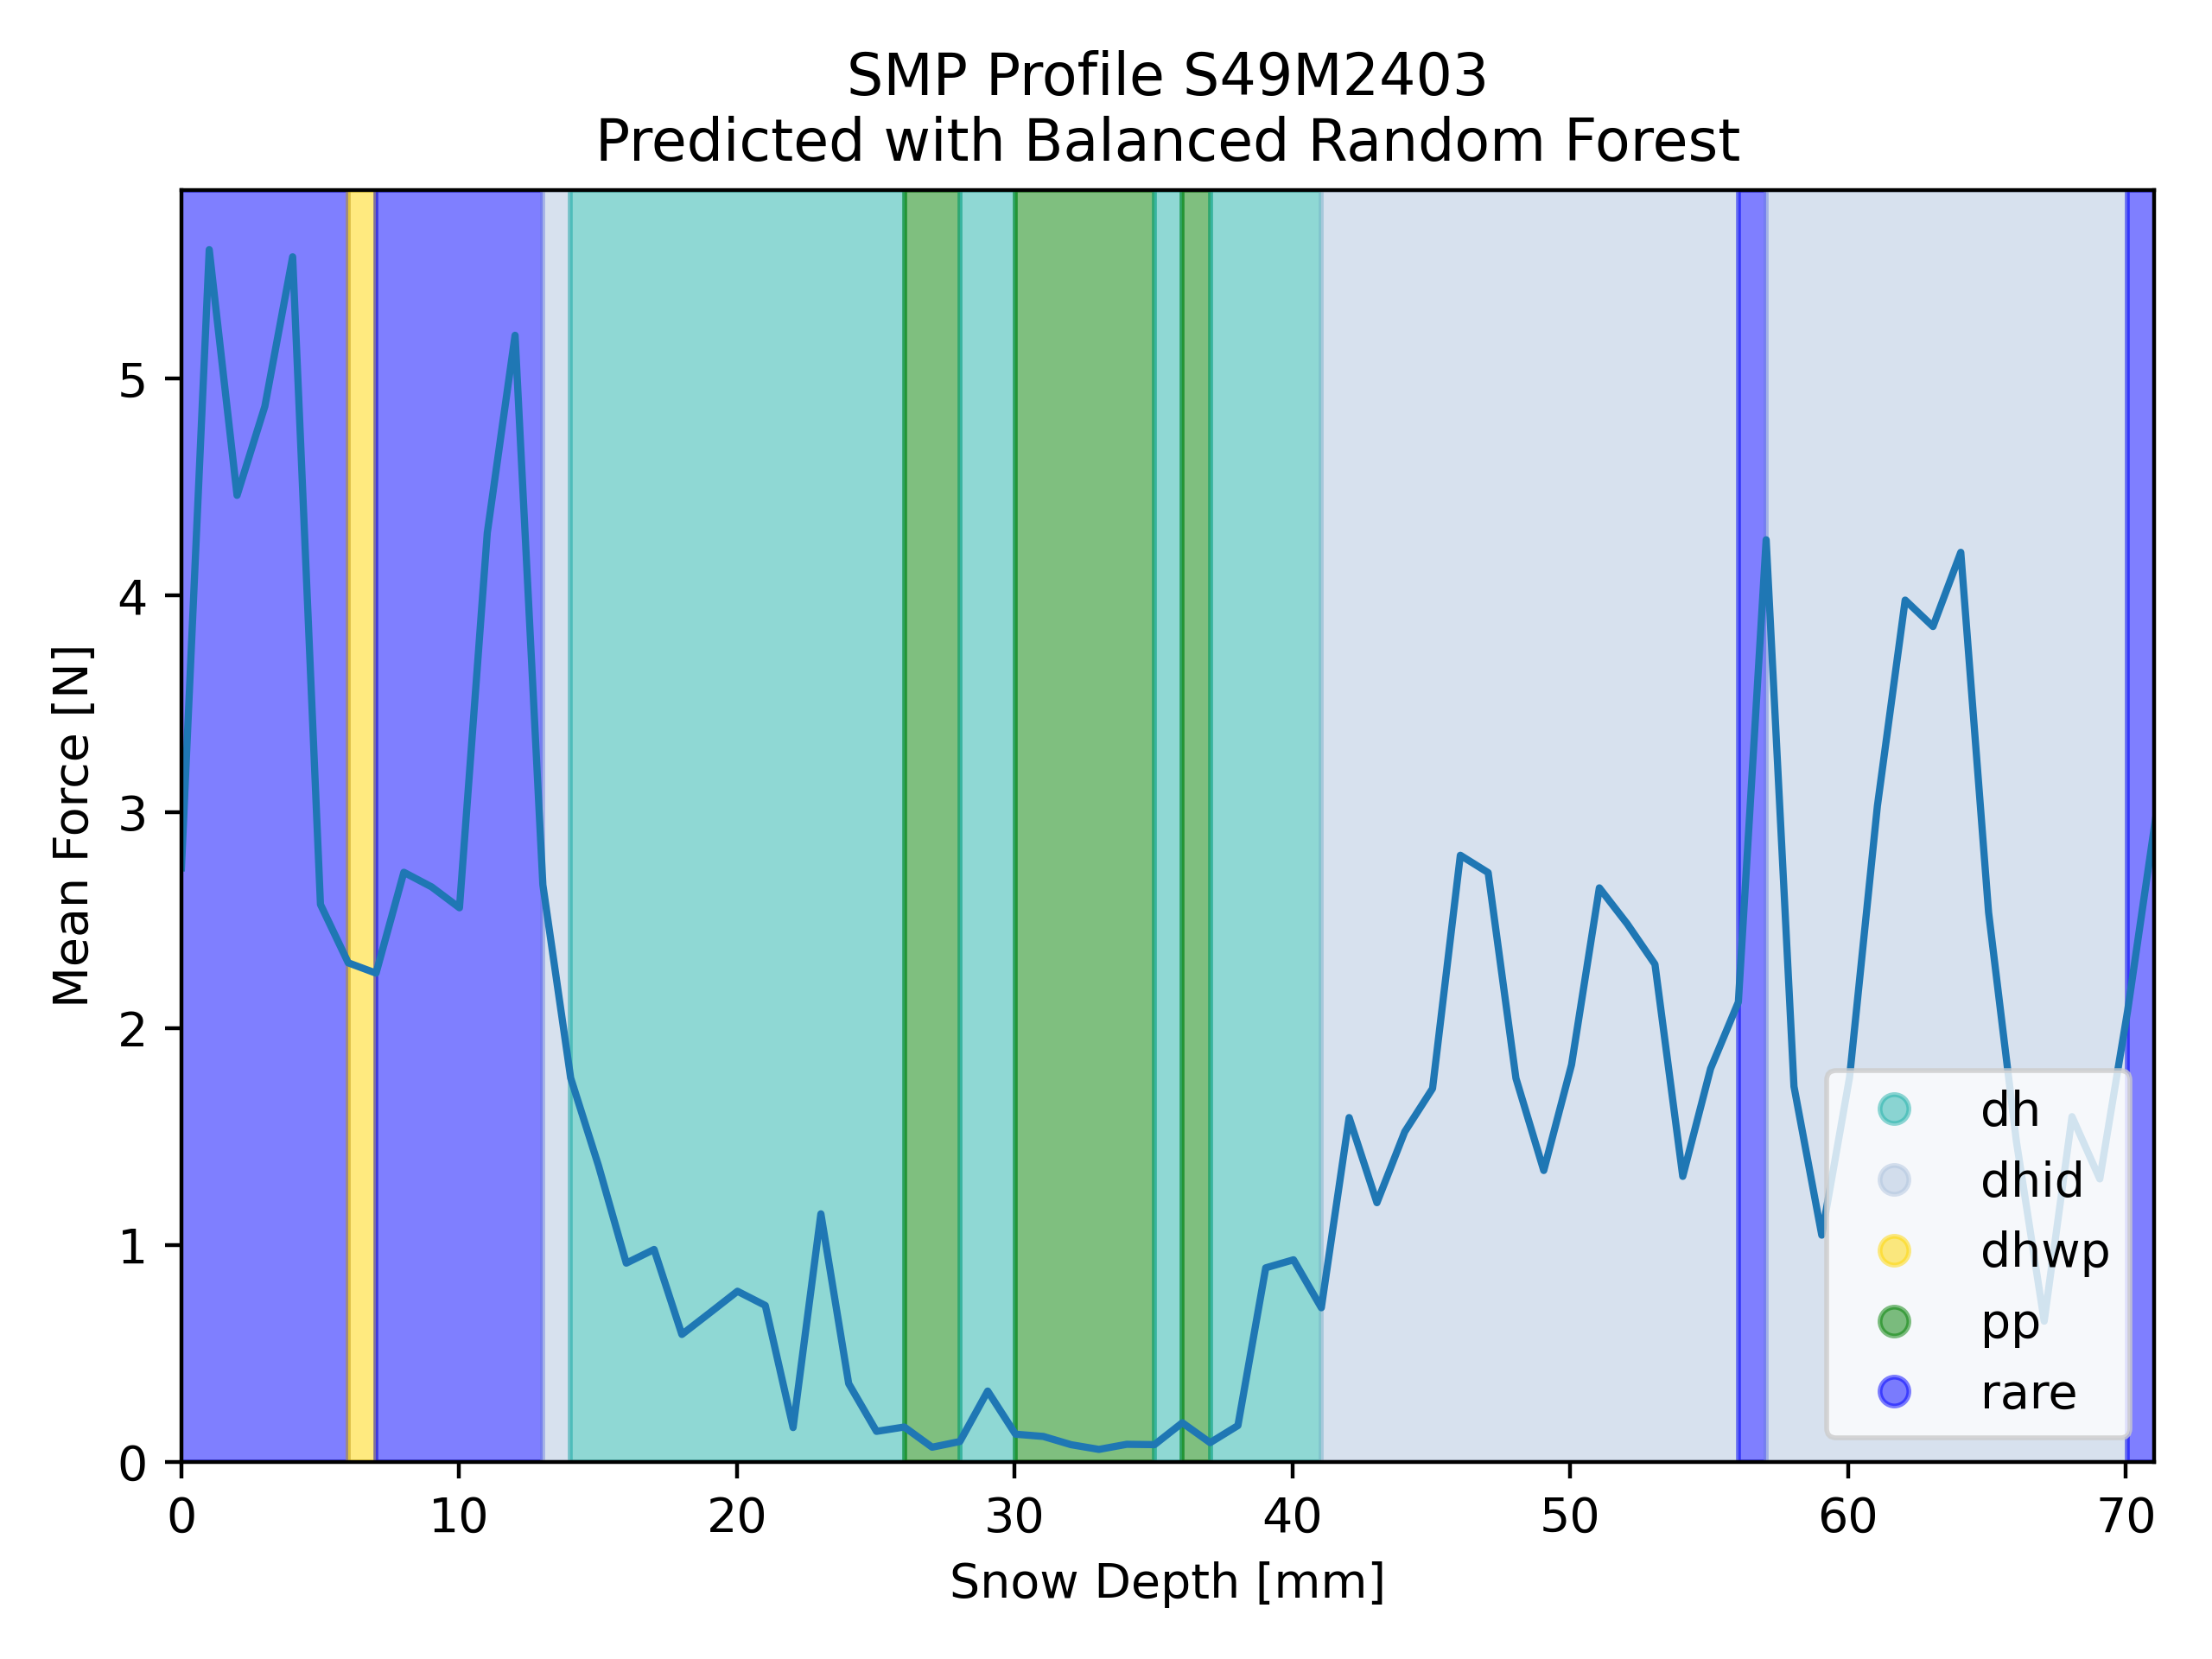 SMP Profile S49M2403
Predicted with Balanced Random Forest
Mean Force [N]
5
4
3
2
1
0
dh
dhid
dhwp
pp
rare
0 10 20 30 40 50 60 70
Snow Depth [mm]